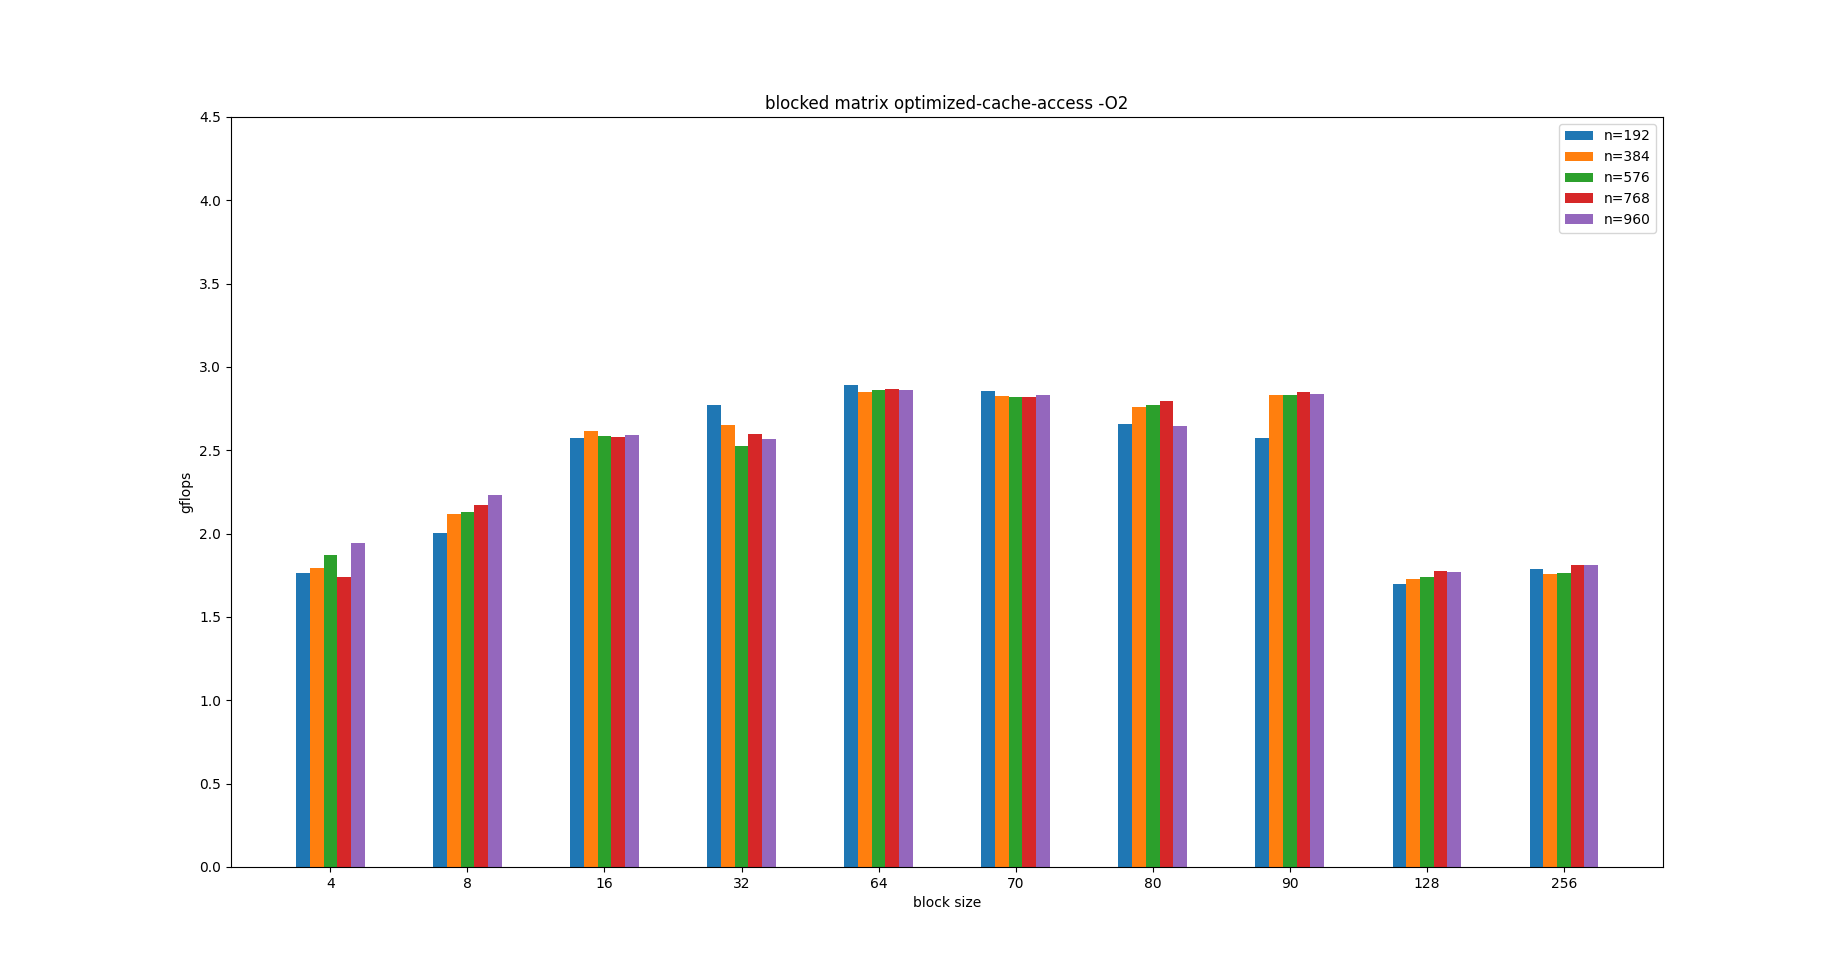 blocked matrix optimized-cache-access -O2
n=192
n=384
n=576
n=768
n=960
gflops
4.5
4.0
3.5
3.0
2.5
2.0
1.5
1.0
0.5
0.0
4 8 16 32 64 70 80 90 128 256
block size